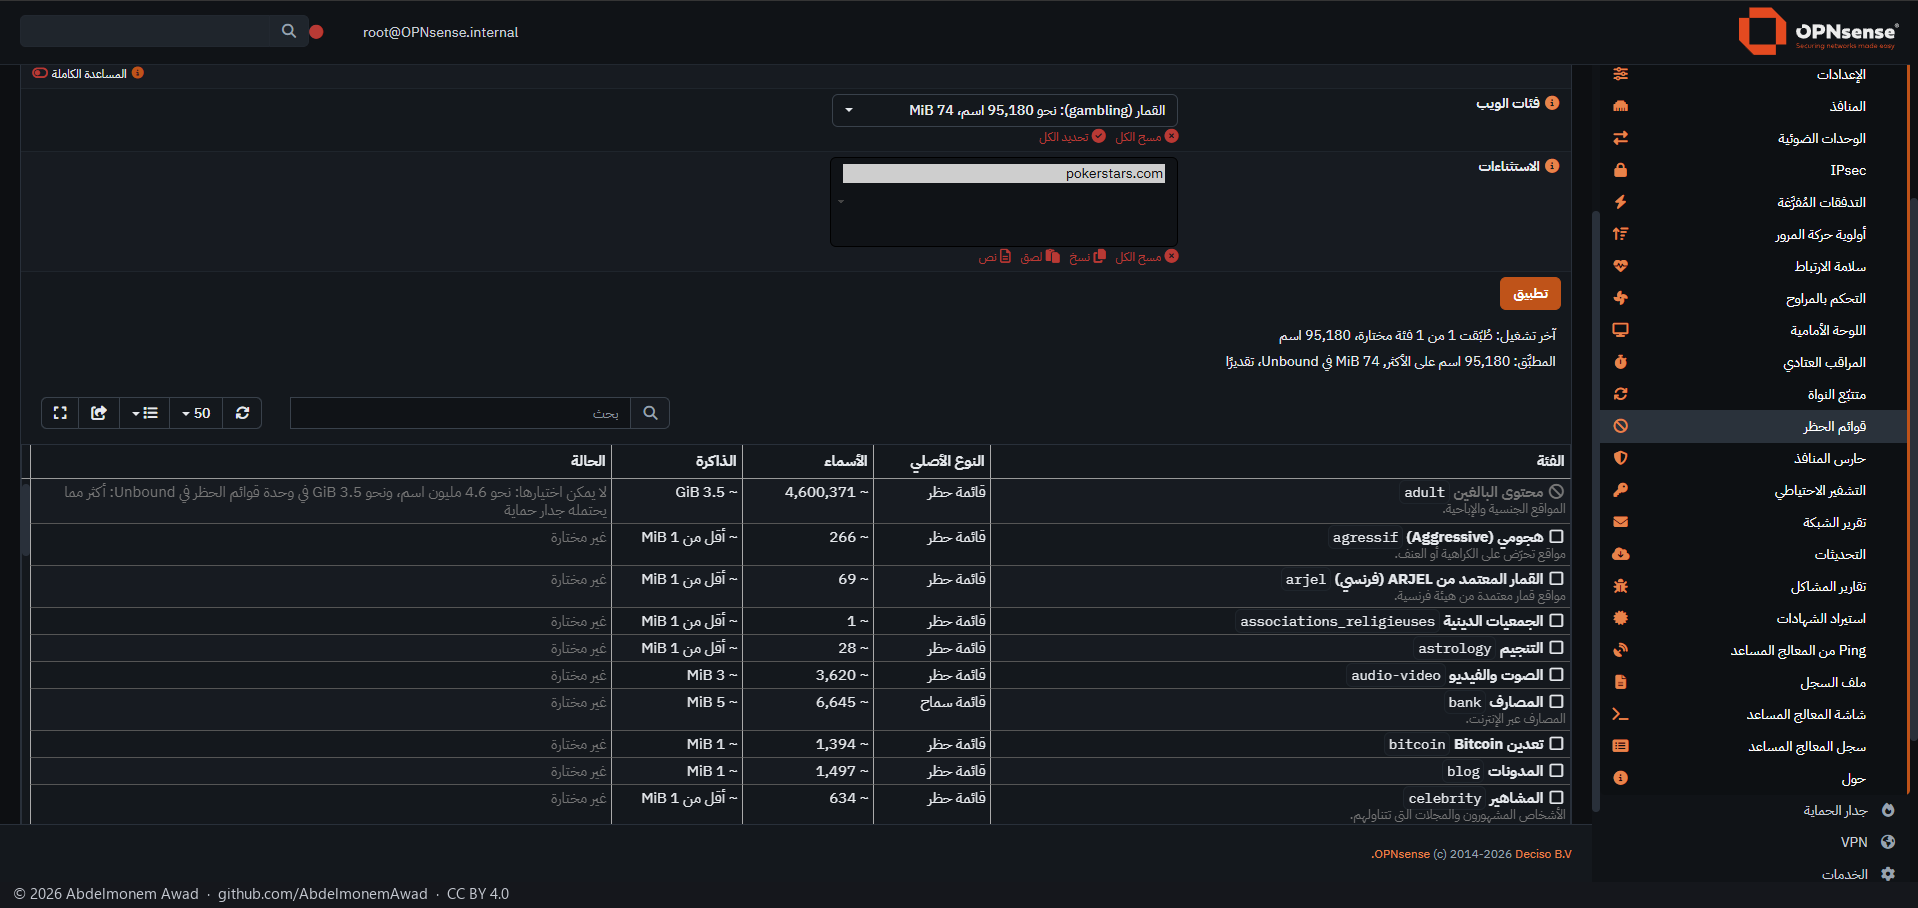 root@OPNsense.internal
OPNsense
Securing networks made easy
الإعدادات
المنافذ
الوحدات الضوئية
IPsec
التدفقات المُفرَّغة
أولوية حركة المرور
سلامة الارتباط
التحكم بالمراوح
اللوحة الأمامية
المراقب العتادي
متتبّع النواة
قوائم الحظر
حارس المنافذ
التشفير الاحتياطي
تقرير الشبكة
التحديثات
تقارير المشاكل
استيراد الشهادات
Ping من المعالج المساعد
ملف السجل
شاشة المعالج المساعد
سجل المعالج المساعد
حول
جدار الحماية
VPN
الخدمات
المساعدة الكاملة
فئات الويب
القمار (gambling): نحو 95,180 اسم، 74 MiB
مسح الكل تحديد الكل
الاستثناءات
pokerstars.com
مسح الكل نسخ لصق نص
تطبيق
آخر تشغيل: طُبّقت 1 من 1 فئة مختارة، 95,180 اسم
المطبَّق: 95,180 اسم على الأكثر, 74 MiB في Unbound، تقديرًا
بحث
50
الفئة النوع الأصلي الأسماء الذاكرة الحالة
محتوى البالغين adult قائمة حظر ~ 4,600,371 ~ 3.5 GiB لا يمكن اختيارها: نحو 4.6 مليون اسم، ونحو 3.5 GiB في وحدة قوائم الحظر في Unbound: أكثر مما
يحتمله جدار حماية
المواقع الجنسية والإباحية.
هجومي (Aggressive) agressif قائمة حظر ~ 266 ~ أقل من 1 MiB غير مختارة
مواقع تحرّض على الكراهية أو العنف.
القمار المعتمد من ARJEL (فرنسي) arjel قائمة حظر ~ 69 ~ أقل من 1 MiB غير مختارة
مواقع قمار معتمدة من هيئة فرنسية.
الجمعيات الدينية associations_religieuses قائمة حظر ~ 1 ~ أقل من 1 MiB غير مختارة
التنجيم astrology قائمة حظر ~ 28 ~ أقل من 1 MiB غير مختارة
الصوت والفيديو audio-video قائمة حظر ~ 3,620 ~ 3 MiB غير مختارة
المصارف bank قائمة سماح ~ 6,645 ~ 5 MiB غير مختارة
المصارف عبر الإنترنت.
تعدين Bitcoin bitcoin قائمة حظر ~ 1,394 ~ 1 MiB غير مختارة
المدونات blog قائمة حظر ~ 1,497 ~ 1 MiB غير مختارة
المشاهير celebrity قائمة حظر ~ 634 ~ أقل من 1 MiB غير مختارة
الأشخاص المشهورون والمجلات التي تتناولهم.
OPNsense (c) 2014-2026 Deciso B.V.
© 2026 Abdelmonem Awad · github.com/AbdelmonemAwad · CC BY 4.0